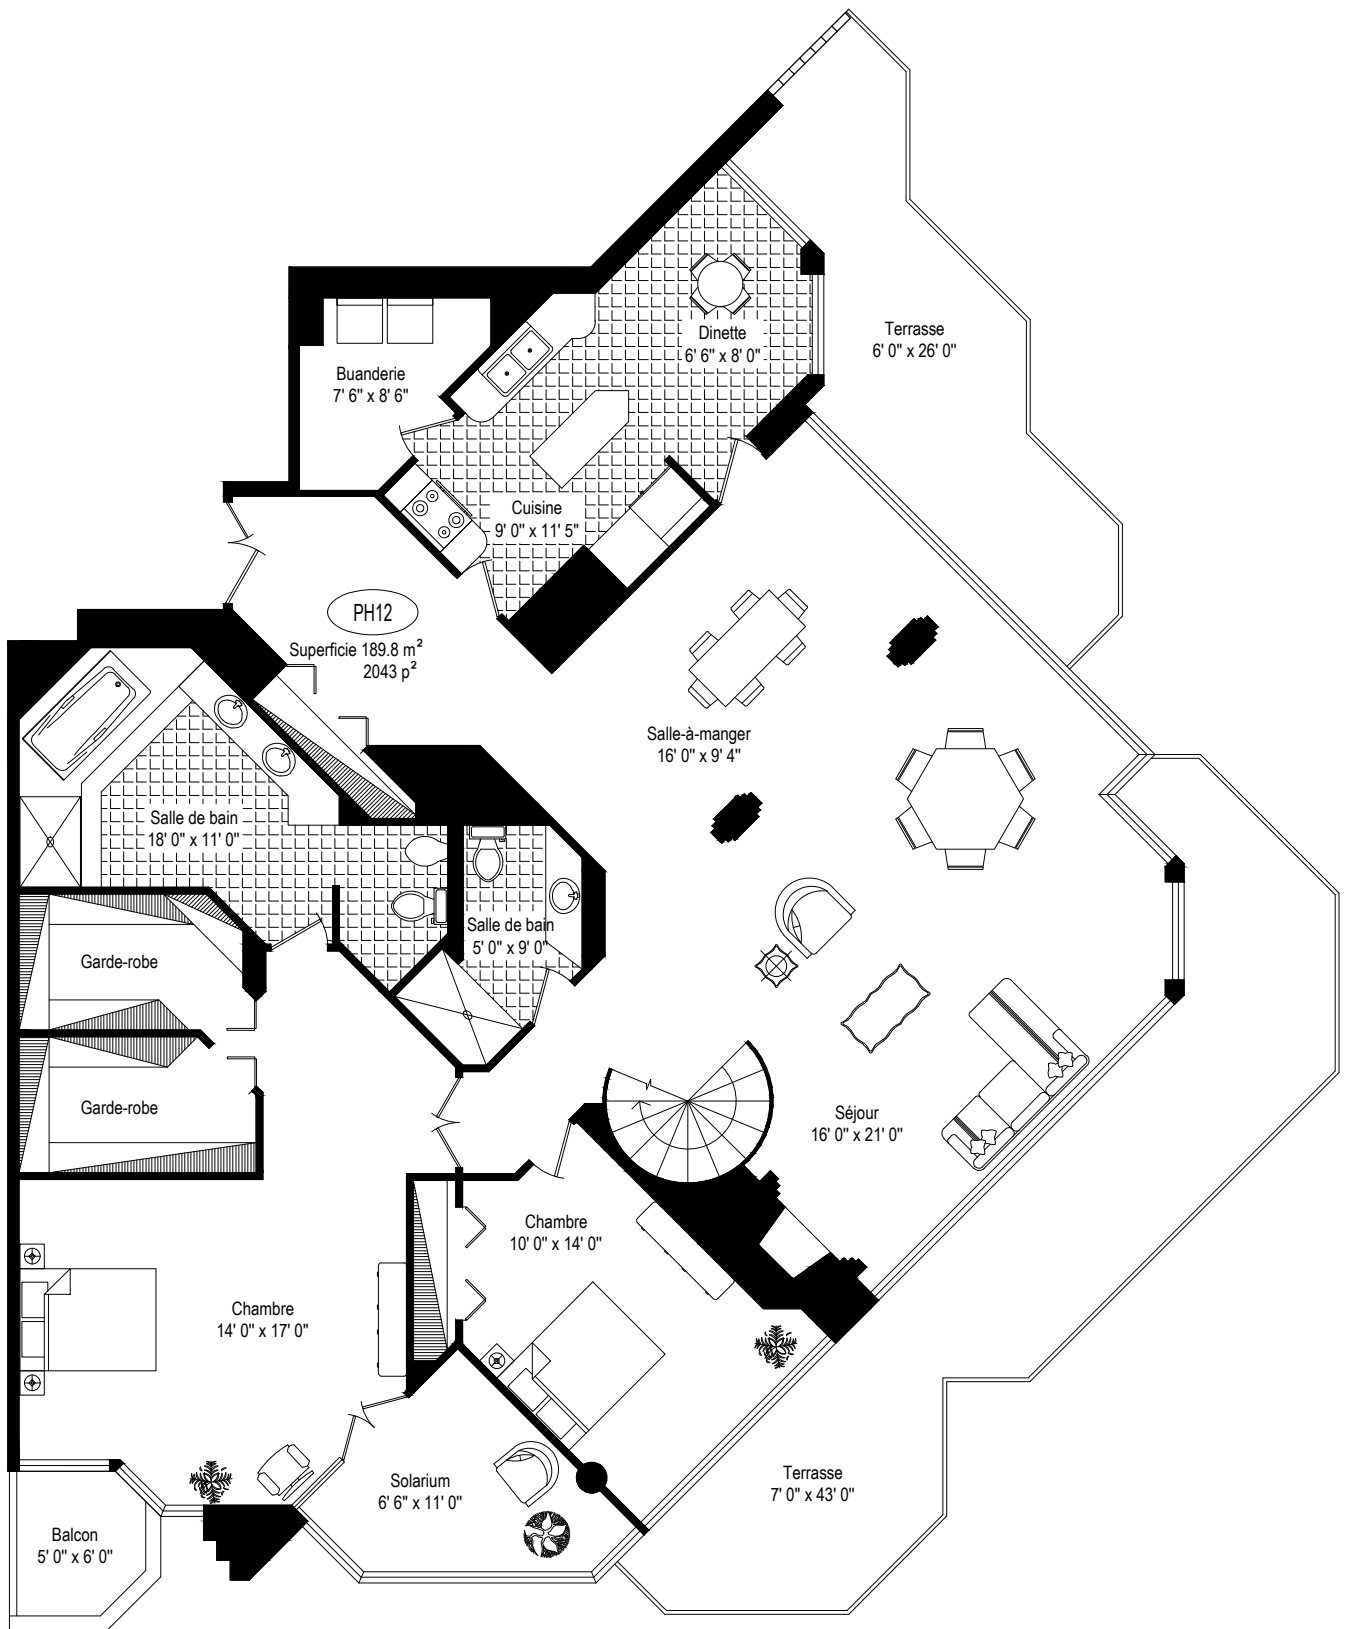 Terrasse
6' 0" x 26' 0"
Dinette
6' 6" x 8' 0"
Buanderie
7' 6" x 8' 6"
Cuisine
9' 0" x 11' 5"
PH12
Superficie 189.8 m²
2043 p²
Salle-à-manger
16' 0" x 9' 4"
Salle de bain
18' 0" x 11' 0"
Salle de bain
5' 0" x 9' 0"
Garde-robe
Garde-robe
Séjour
16' 0" x 21' 0"
Chambre
10' 0" x 14' 0"
Chambre
14' 0" x 17' 0"
Solarium
6' 6" x 11' 0"
Terrasse
7' 0" x 43' 0"
Balcon
5' 0" x 6' 0"